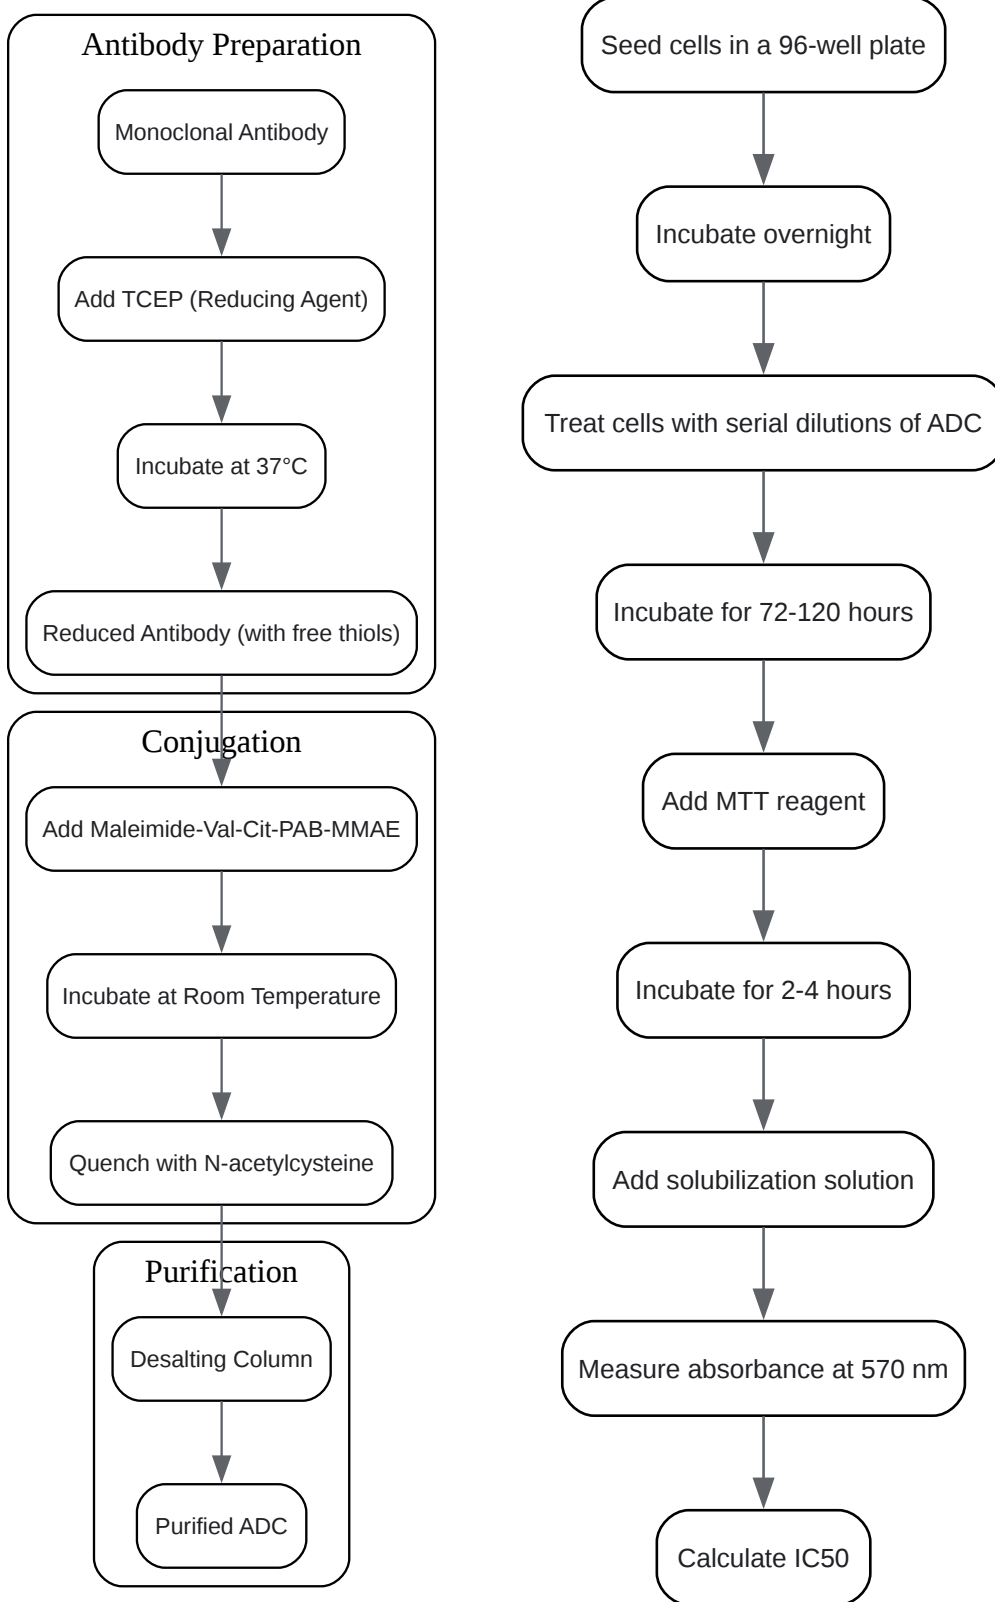 Antibody Preparation
Monoclonal Antibody
Add TCEP (Reducing Agent)
Incubate at 37°C
Reduced Antibody (with free thiols)
Conjugation
Add Maleimide-Val-Cit-PAB-MMAE
Incubate at Room Temperature
Quench with N-acetylcysteine
Purification
Desalting Column
Purified ADC
Seed cells in a 96-well plate
Incubate overnight
Treat cells with serial dilutions of ADC
Incubate for 72-120 hours
Add MTT reagent
Incubate for 2-4 hours
Add solubilization solution
Measure absorbance at 570 nm
Calculate IC50